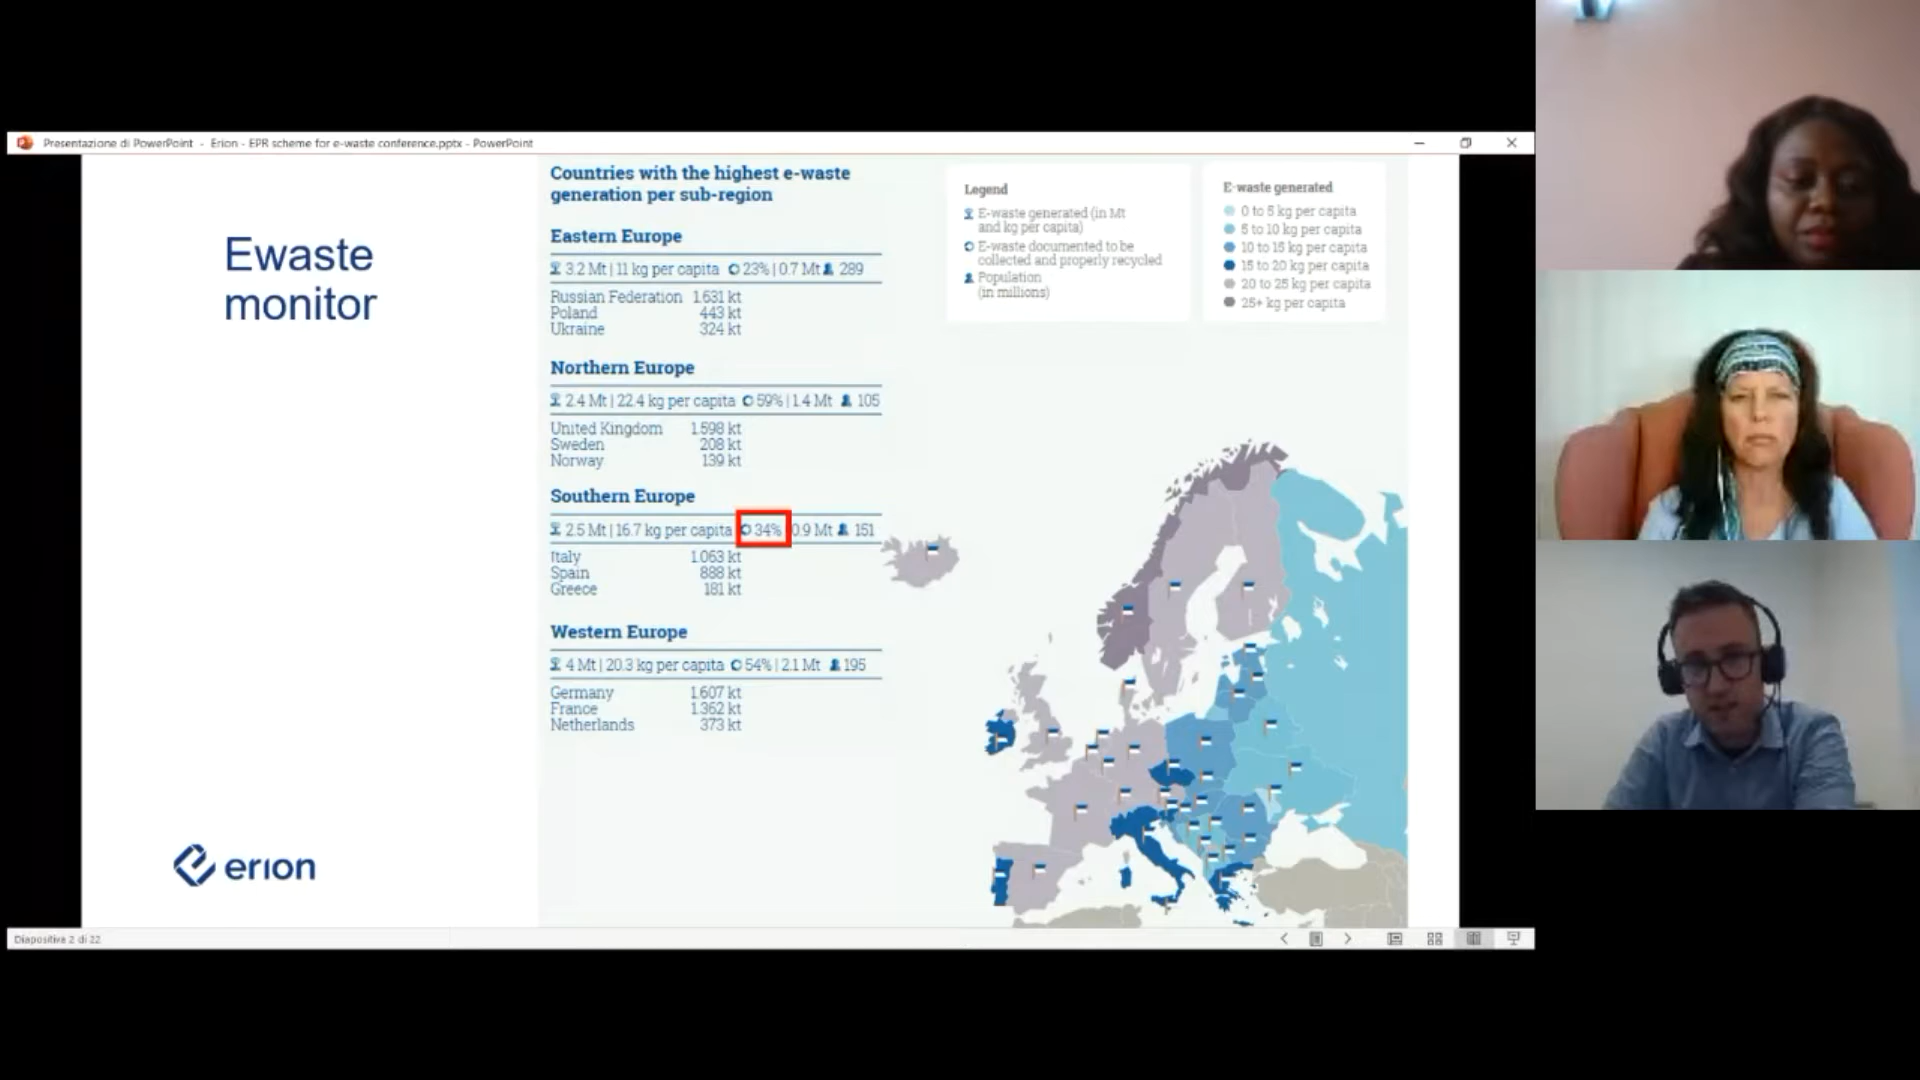 Presentazione di PowerPoint - Erion - EPR scheme for e-waste conference.pptx - PowerPoint
Ewaste
monitor
erion
Countries with the highest e-waste
generation per sub-region
Eastern Europe
3.2 Mt | 11 kg per capita 23% | 0.7 Mt 289
Russian Federation 1.631 kt
Poland 443 kt
Ukraine 324 kt
Northern Europe
2.4 Mt | 22.4 kg per capita 59% | 1.4 Mt 105
United Kingdom 1.598 kt
Sweden 208 kt
Norway 139 kt
Southern Europe
2.5 Mt | 16.7 kg per capita 34% 0.9 Mt 151
Italy 1.063 kt
Spain 888 kt
Greece 181 kt
Western Europe
4 Mt | 20.3 kg per capita 54% | 2.1 Mt 195
Germany 1.607 kt
France 1.362 kt
Netherlands 373 kt
Legend
E-waste generated (in Mt
and kg per capita)
E-waste documented to be
collected and properly recycled
Population
(in millions)
E-waste generated
0 to 5 kg per capita
5 to 10 kg per capita
10 to 15 kg per capita
15 to 20 kg per capita
20 to 25 kg per capita
25+ kg per capita
Diapositiva 2 di 22